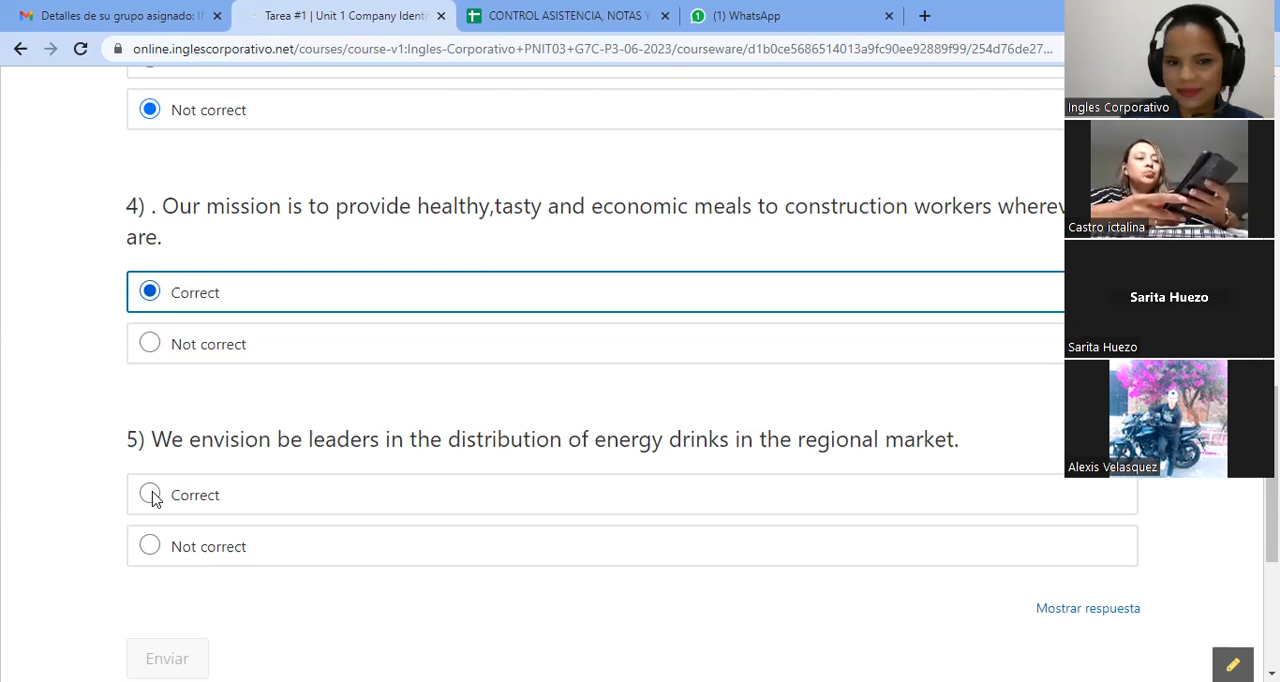 Detalles de su grupo asignado: I
Tarea #1 | Unit 1 Company Identi
CONTROL ASISTENCIA, NOTAS Y
(1) WhatsApp
online.inglescorporativo.net/courses/course-v1:Ingles-Corporativo+PNIT03+G7C-P3-06-2023/courseware/d1b0ce5686514013a9fc90ee92889f99/254d76de27...
Not correct
4) . Our mission is to provide healthy,tasty and economic meals to construction workers wherev
are.
Correct
Not correct
5) We envision be leaders in the distribution of energy drinks in the regional market.
Correct
Not correct
Mostrar respuesta
Enviar
Ingles Corporativo
Castro ictalina
Sarita Huezo
Sarita Huezo
Alexis Velasquez